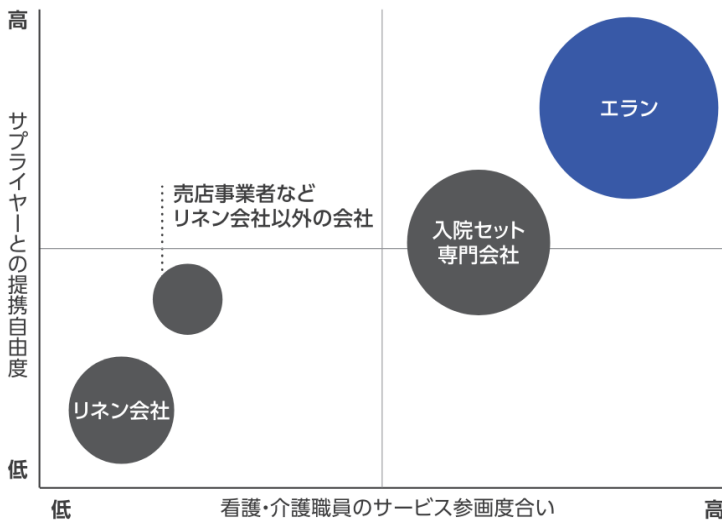 高
サプライヤーとの提携自由度
低
エラン
売店事業者など
リネン会社以外の会社
入院セット
専門会社
リネン会社
低
看護・介護職員のサービス参画度合い
高